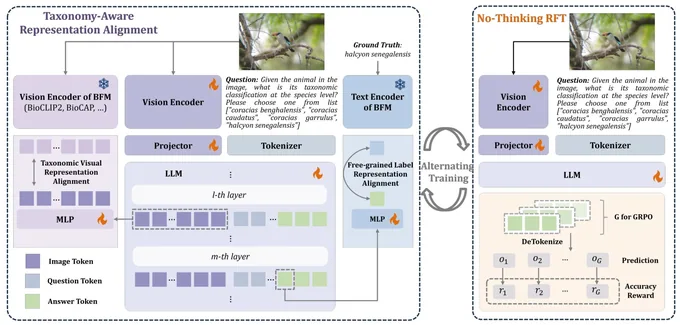 Taxonomy-Aware
Representation Alignment
Ground Truth:
halcyon senegalensis
Vision Encoder of BFM
(BioCLIP2, BioCAP, ...)
Vision Encoder
Question: Given the animal in the
image, what is its taxonomic
classification at the species level?
Please choose one from list
["coracias benghalensis", "coracias
caudatus", "coracias garrulus",
"halcyon senegalensis"]
Text Encoder
of BFM
Projector
Tokenizer
...
Taxonomic Visual
Representation
Alignment
...
MLP
LLM
l-th layer
...
m-th layer
...
Free-grained Label
Representation
Alignment
MLP
Image Token
Question Token
Answer Token
Alternating
Training
No-Thinking RFT
Vision
Encoder
Question: Given the animal in the
image, what is its taxonomic
classification at the species level?
Please choose one from list
["coracias benghalensis", "coracias
caudatus", "coracias garrulus",
"halcyon senegalensis"]
Projector
Tokenizer
LLM
G for GRPO
DeTokenize
o1 o2 ... oG Prediction
r1 r2 ... rG Accuracy
Reward